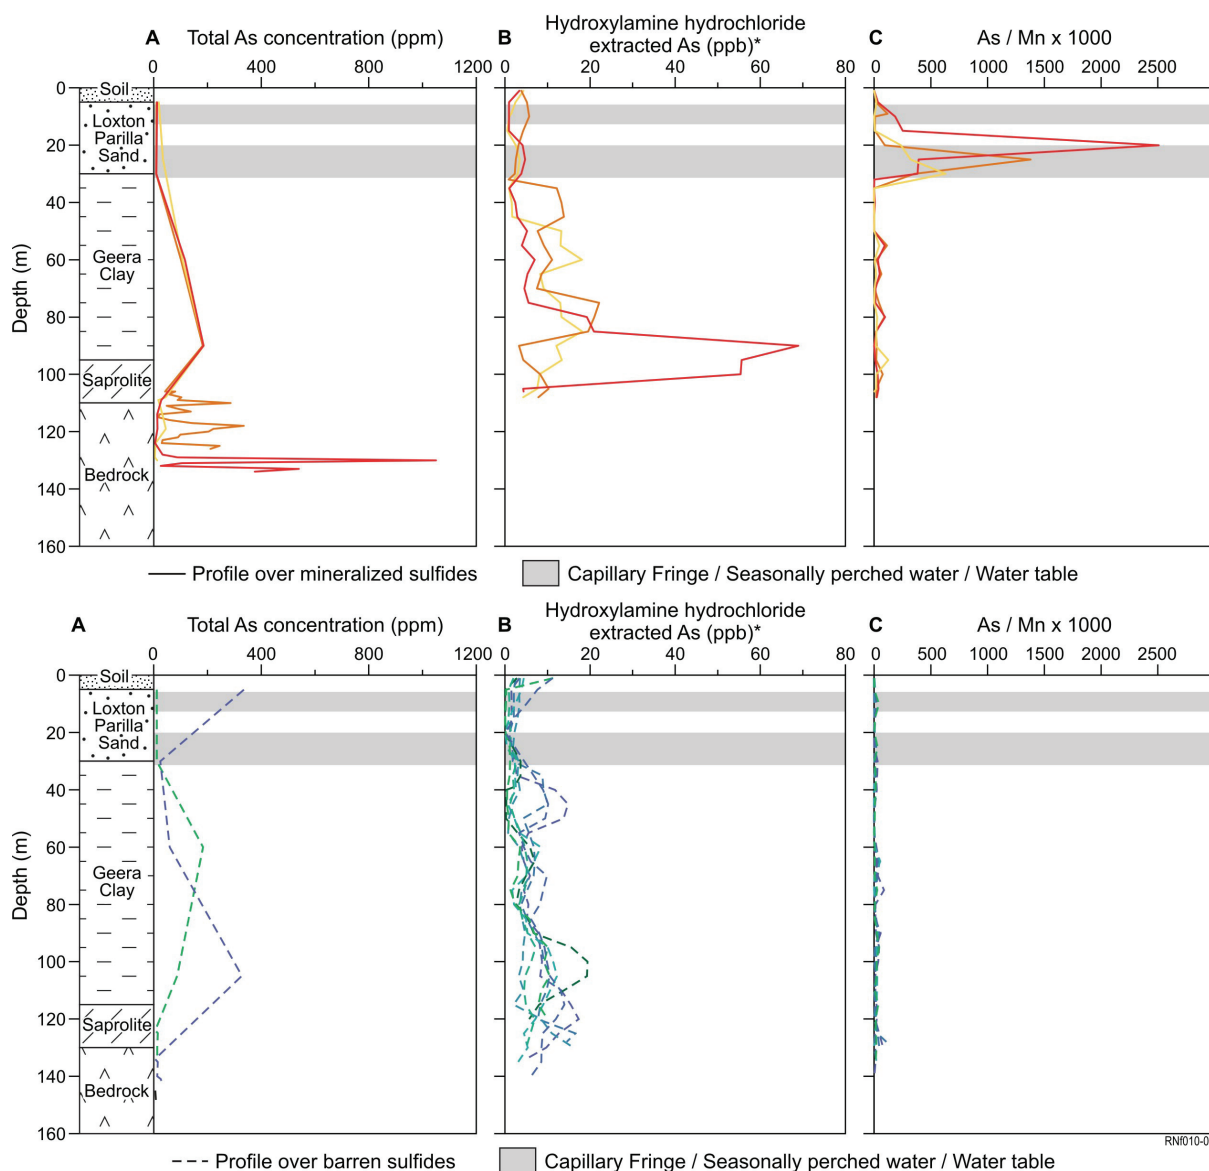 A Total As concentration (ppm)
0 400 800 1200
B Hydroxylamine hydrochloride
extracted As (ppb)*
0 20 40 60 80
C As / Mn x 1000
0 500 1000 1500 2000 2500
Depth (m)
0
20
40
60
80
100
120
140
160
Soil
Loxton
Parilla
Sand
Geera
Clay
Saprolite
Bedrock
Profile over mineralized sulfides
Capillary Fringe / Seasonally perched water / Water table
A Total As concentration (ppm)
0 400 800 1200
B Hydroxylamine hydrochloride
extracted As (ppb)*
0 20 40 60 80
C As / Mn x 1000
0 500 1000 1500 2000 2500
Depth (m)
0
20
40
60
80
100
120
140
160
Soil
Loxton
Parilla
Sand
Geera
Clay
Saprolite
Bedrock
RNf010-0
Profile over barren sulfides
Capillary Fringe / Seasonally perched water / Water table